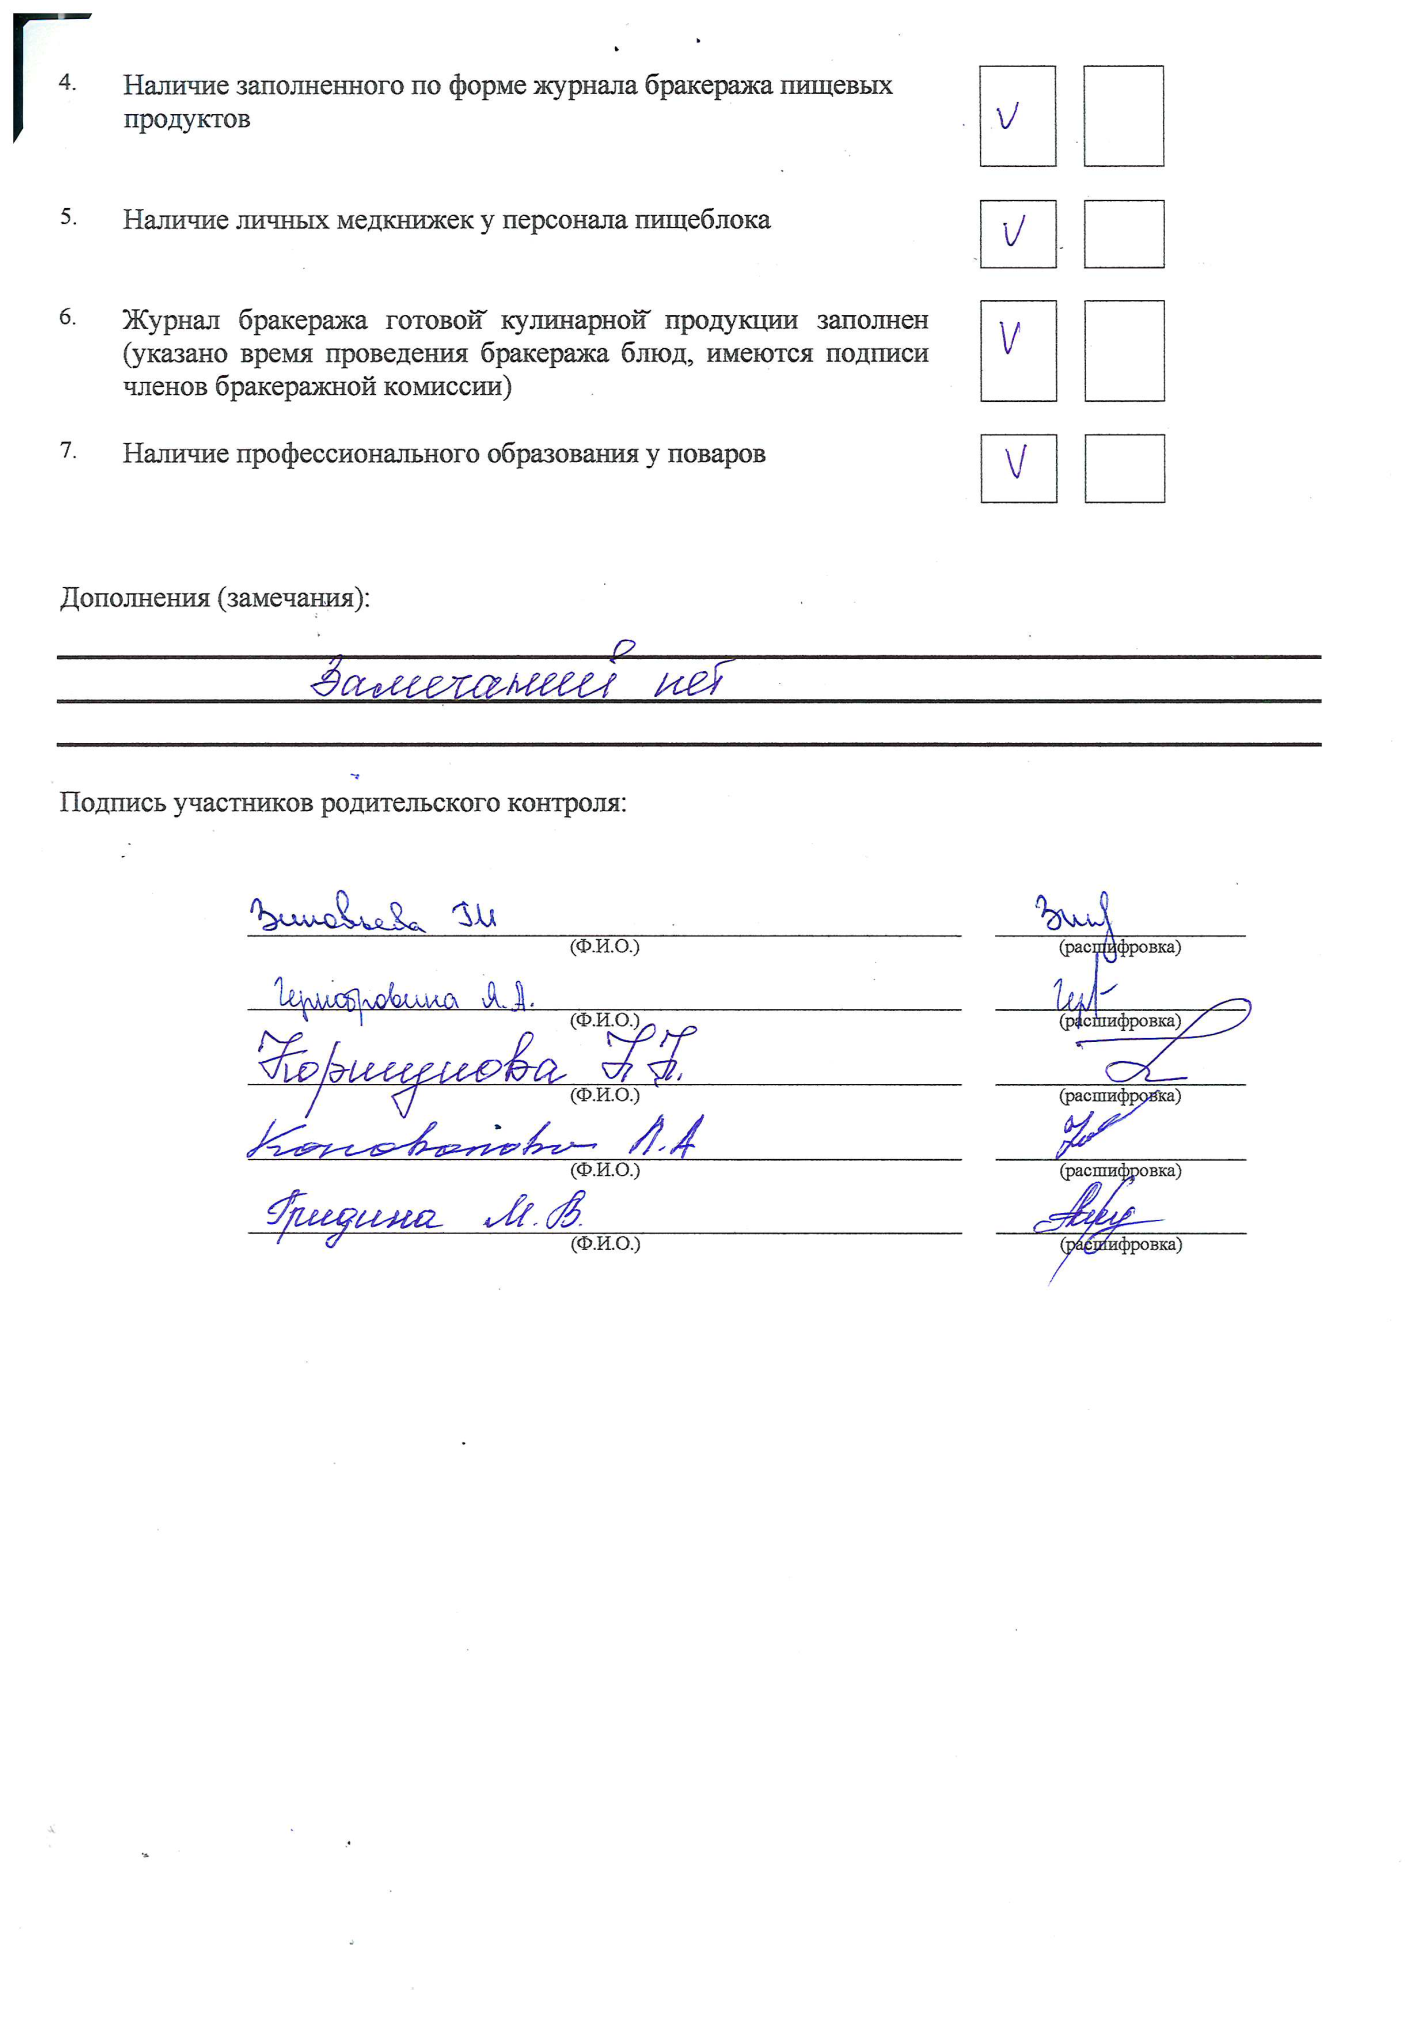 4. Наличие заполненного по форме журнала бракеража пищевых
продуктов
V
5. Наличие личных медкнижек у персонала пищеблока
V
6. Журнал бракеража готовой кулинарной продукции заполнен
(указано время проведения бракеража блюд, имеются подписи
членов бракеражной комиссии)
V
7. Наличие профессионального образования у поваров
V
Дополнения (замечания):
Замечаний нет
Подпись участников родительского контроля:
Зиновьева
(Ф.И.О.) (расшифровка)
Я.А.
(Ф.И.О.) (расшифровка)
Коршунова
(Ф.И.О.) (расшифровка)
Коновалова Л.А
(Ф.И.О.) (расшифровка)
Гридина М.В.
(Ф.И.О.) (расшифровка)